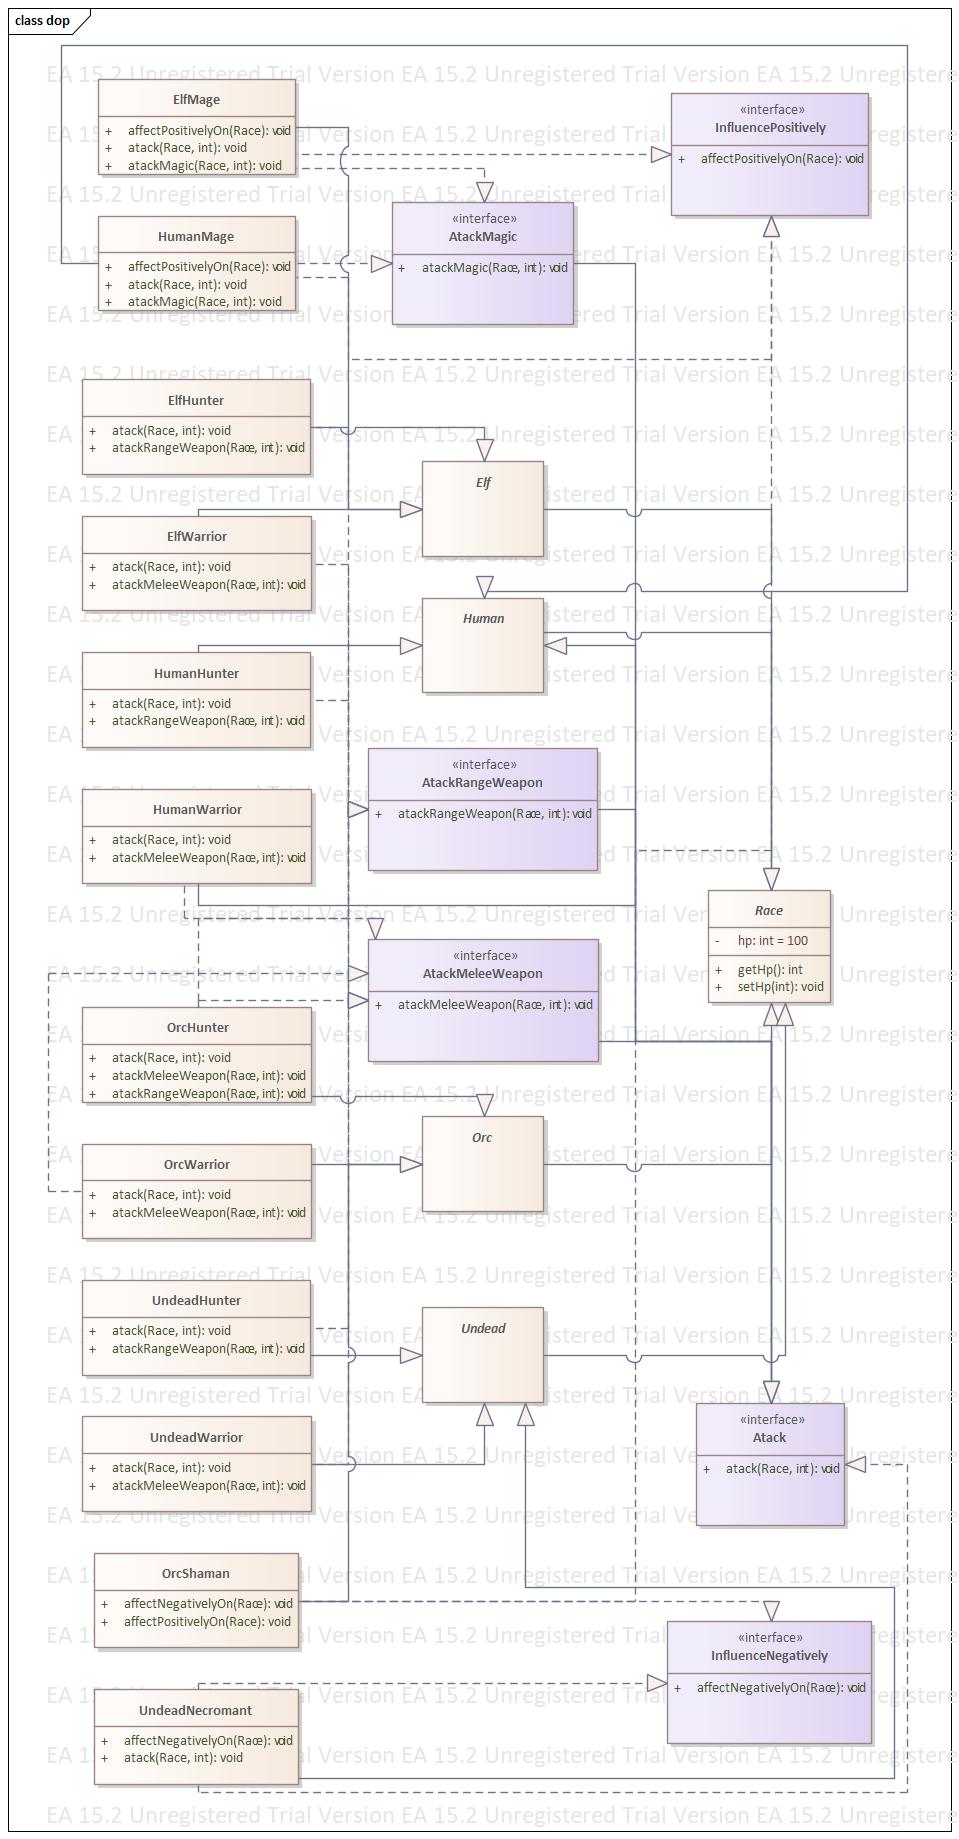 class dop
ElfMage
+ affectPositivelyOn(Race): void
+ atack(Race, int): void
+ atackMagic(Race, int): void
«interface»
InfluencePositively
+ affectPositivelyOn(Race): void
HumanMage
+ affectPositivelyOn(Race): void
+ atack(Race, int): void
+ atackMagic(Race, int): void
«interface»
AtackMagic
+ atackMagic(Race, int): void
ElfHunter
+ atack(Race, int): void
+ atackRangeWeapon(Race, int): void
Elf
ElfWarrior
+ atack(Race, int): void
+ atackMeleeWeapon(Race, int): void
Human
HumanHunter
+ atack(Race, int): void
+ atackRangeWeapon(Race, int): void
«interface»
AtackRangeWeapon
+ atackRangeWeapon(Race, int): void
HumanWarrior
+ atack(Race, int): void
+ atackMeleeWeapon(Race, int): void
Race
- hp: int = 100
+ getHp(): int
+ setHp(int): void
«interface»
AtackMeleeWeapon
+ atackMeleeWeapon(Race, int): void
OrcHunter
+ atack(Race, int): void
+ atackMeleeWeapon(Race, int): void
+ atackRangeWeapon(Race, int): void
Orc
OrcWarrior
+ atack(Race, int): void
+ atackMeleeWeapon(Race, int): void
UndeadHunter
+ atack(Race, int): void
+ atackRangeWeapon(Race, int): void
Undead
UndeadWarrior
+ atack(Race, int): void
+ atackMeleeWeapon(Race, int): void
«interface»
Atack
+ atack(Race, int): void
OrcShaman
+ affectNegativelyOn(Race): void
+ affectPositivelyOn(Race): void
«interface»
InfluenceNegatively
+ affectNegativelyOn(Race): void
UndeadNecromant
+ affectNegativelyOn(Race): void
+ atack(Race, int): void
EA 15.2 Unregistered Trial Version EA 15.2 Unregistered Trial Version EA 15.2 Unregistere